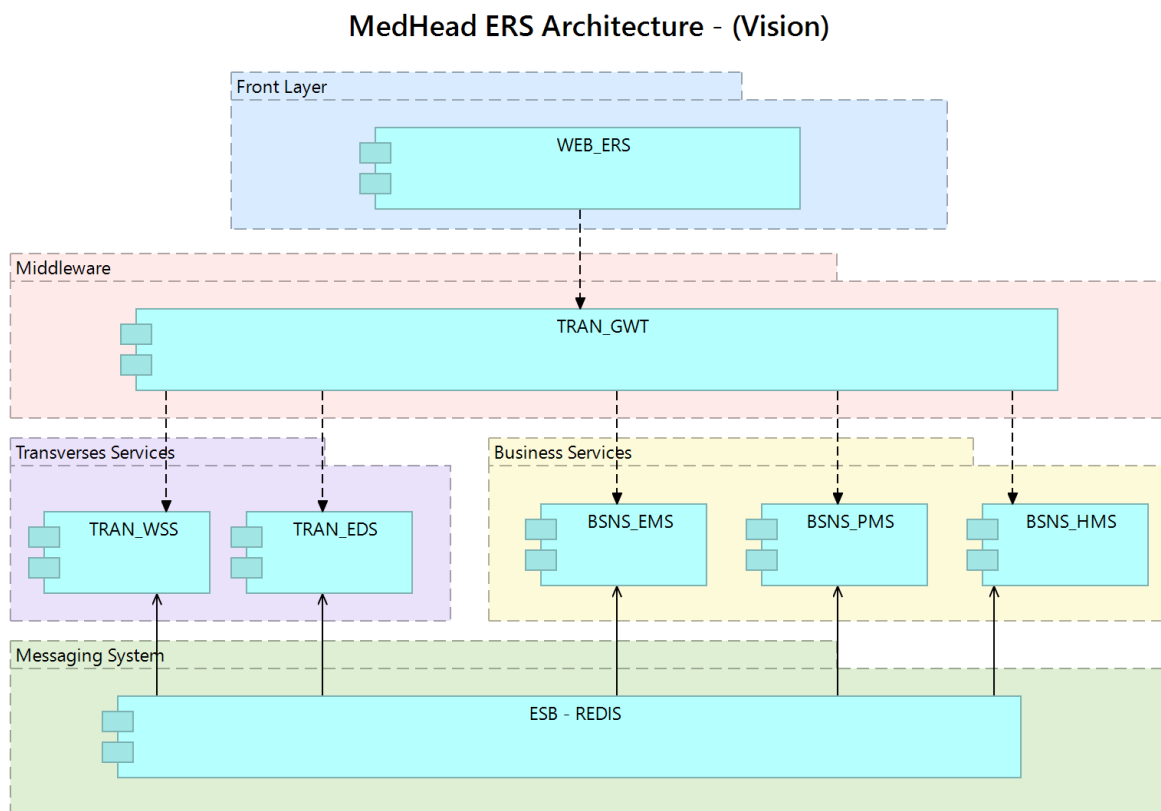 MedHead ERS Architecture - (Vision)
Front Layer
WEB_ERS
Middleware
TRAN_GWT
Transverses Services
Business Services
TRAN_WSS
TRAN_EDS
BSNS_EMS
BSNS_PMS
BSNS_HMS
Messaging System
ESB - REDIS